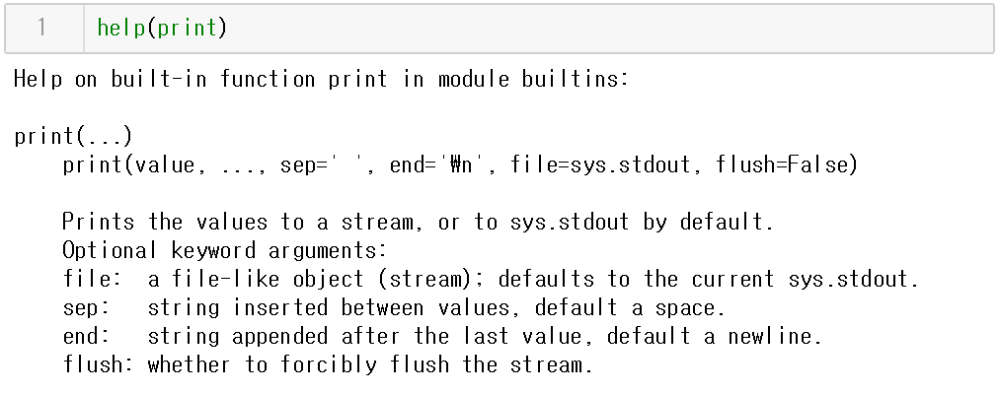 1 help(print)
Help on built-in function print in module builtins:
print(...)
print(value, ..., sep=' ', end='₩n', file=sys.stdout, flush=False)
Prints the values to a stream, or to sys.stdout by default.
Optional keyword arguments:
file: a file-like object (stream); defaults to the current sys.stdout.
sep: string inserted between values, default a space.
end: string appended after the last value, default a newline.
flush: whether to forcibly flush the stream.